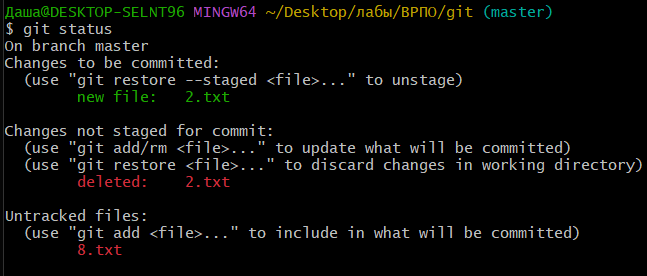 Даша@DESKTOP-SELNT96 MINGW64 ~/Desktop/лабы/ВРПО/git (master)
$ git status
On branch master
Changes to be committed:
  (use "git restore --staged <file>..." to unstage)
        new file:   2.txt

Changes not staged for commit:
  (use "git add/rm <file>..." to update what will be committed)
  (use "git restore <file>..." to discard changes in working directory)
        deleted:    2.txt

Untracked files:
  (use "git add <file>..." to include in what will be committed)
        8.txt